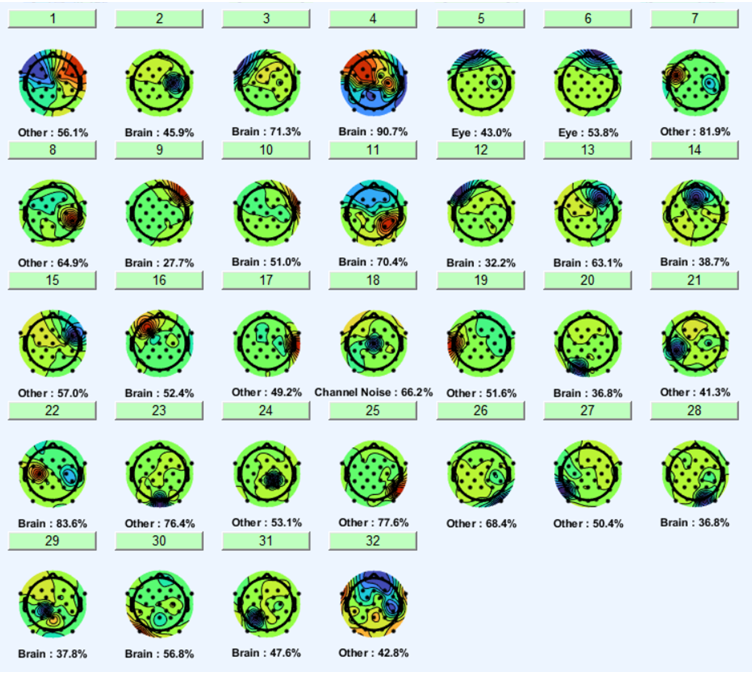 1 2 3 4 5 6 7
Other : 56.1% Brain : 45.9% Brain : 71.3% Brain : 90.7% Eye : 43.0% Eye : 53.8% Other : 81.9%
8 9 10 11 12 13 14
Other : 64.9% Brain : 27.7% Brain : 51.0% Brain : 70.4% Brain : 32.2% Brain : 63.1% Brain : 38.7%
15 16 17 18 19 20 21
Other : 57.0% Brain : 52.4% Other : 49.2% Channel Noise : 66.2% Other : 51.6% Brain : 36.8% Other : 41.3%
22 23 24 25 26 27 28
Brain : 83.6% Other : 76.4% Other : 53.1% Other : 77.6% Other : 68.4% Other : 50.4% Brain : 36.8%
29 30 31 32
Brain : 37.8% Brain : 56.8% Brain : 47.6% Other : 42.8%